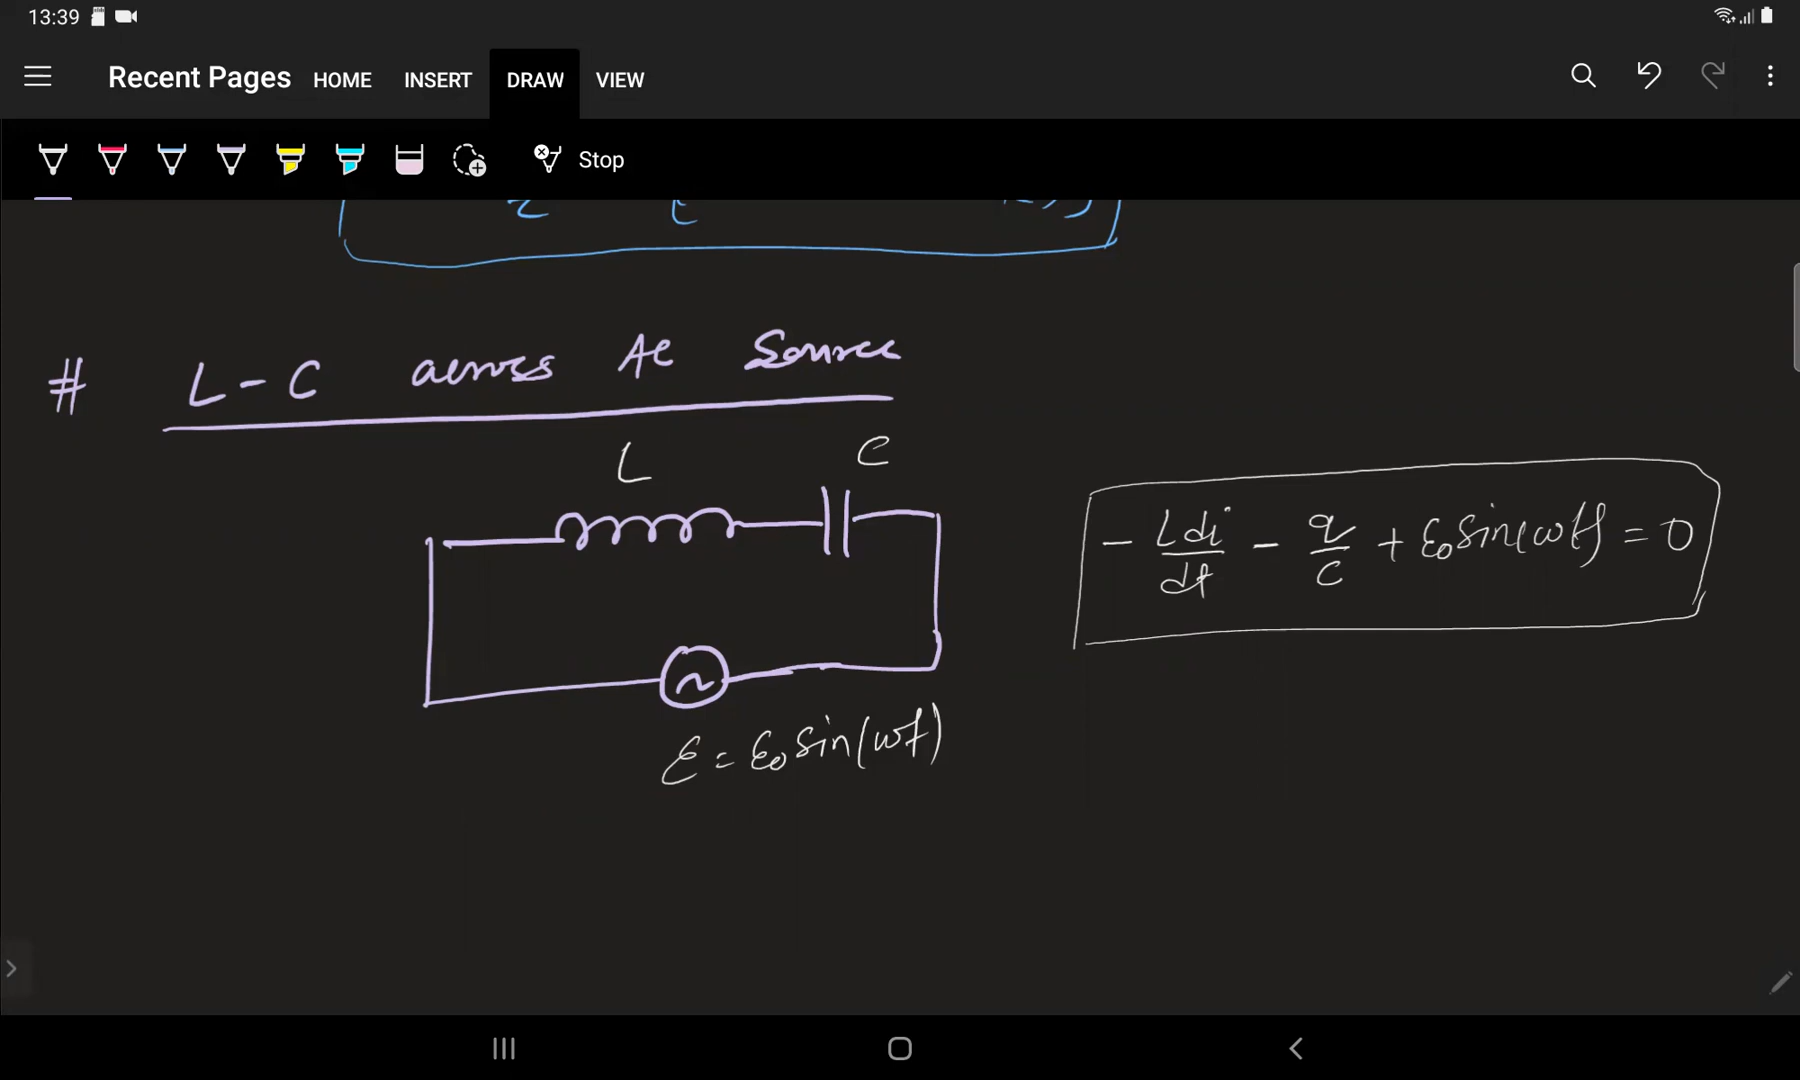 13:39
Recent Pages HOME INSERT DRAW VIEW
Stop
# L-C across AC Source
L C
- L di/dt - q/c + ε₀ sin(ωt) = 0
~
ε = ε₀ sin(ωt)